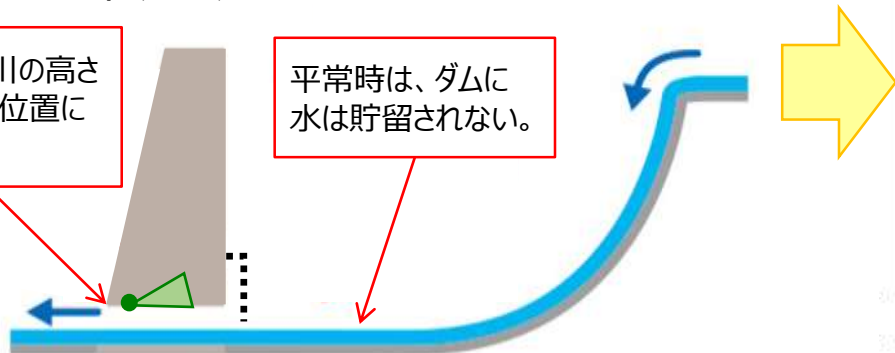 川の高さ
位置に
平常時は、ダムに
水は貯留されない。